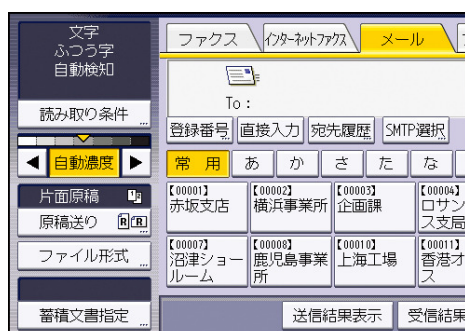 文字
ふつう字
自動検知
読み取り条件
自動濃度
片面原稿
原稿送り
ファイル形式
蓄積文書指定
ファクス
インターネットファクス
メール
To :
登録番号
直接入力
宛先履歴
SMTP選択
常用
あ
か
さ
た
な
【00001】
赤坂支店
【00002】
横浜事業所
【00003】
企画課
【00004】
ロサン
ス支局
【00007】
沼津ショー
ルーム
【00008】
鹿児島事業
所
【00010】
上海工場
【00011】
香港オ
ス
送信結果表示
受信結果